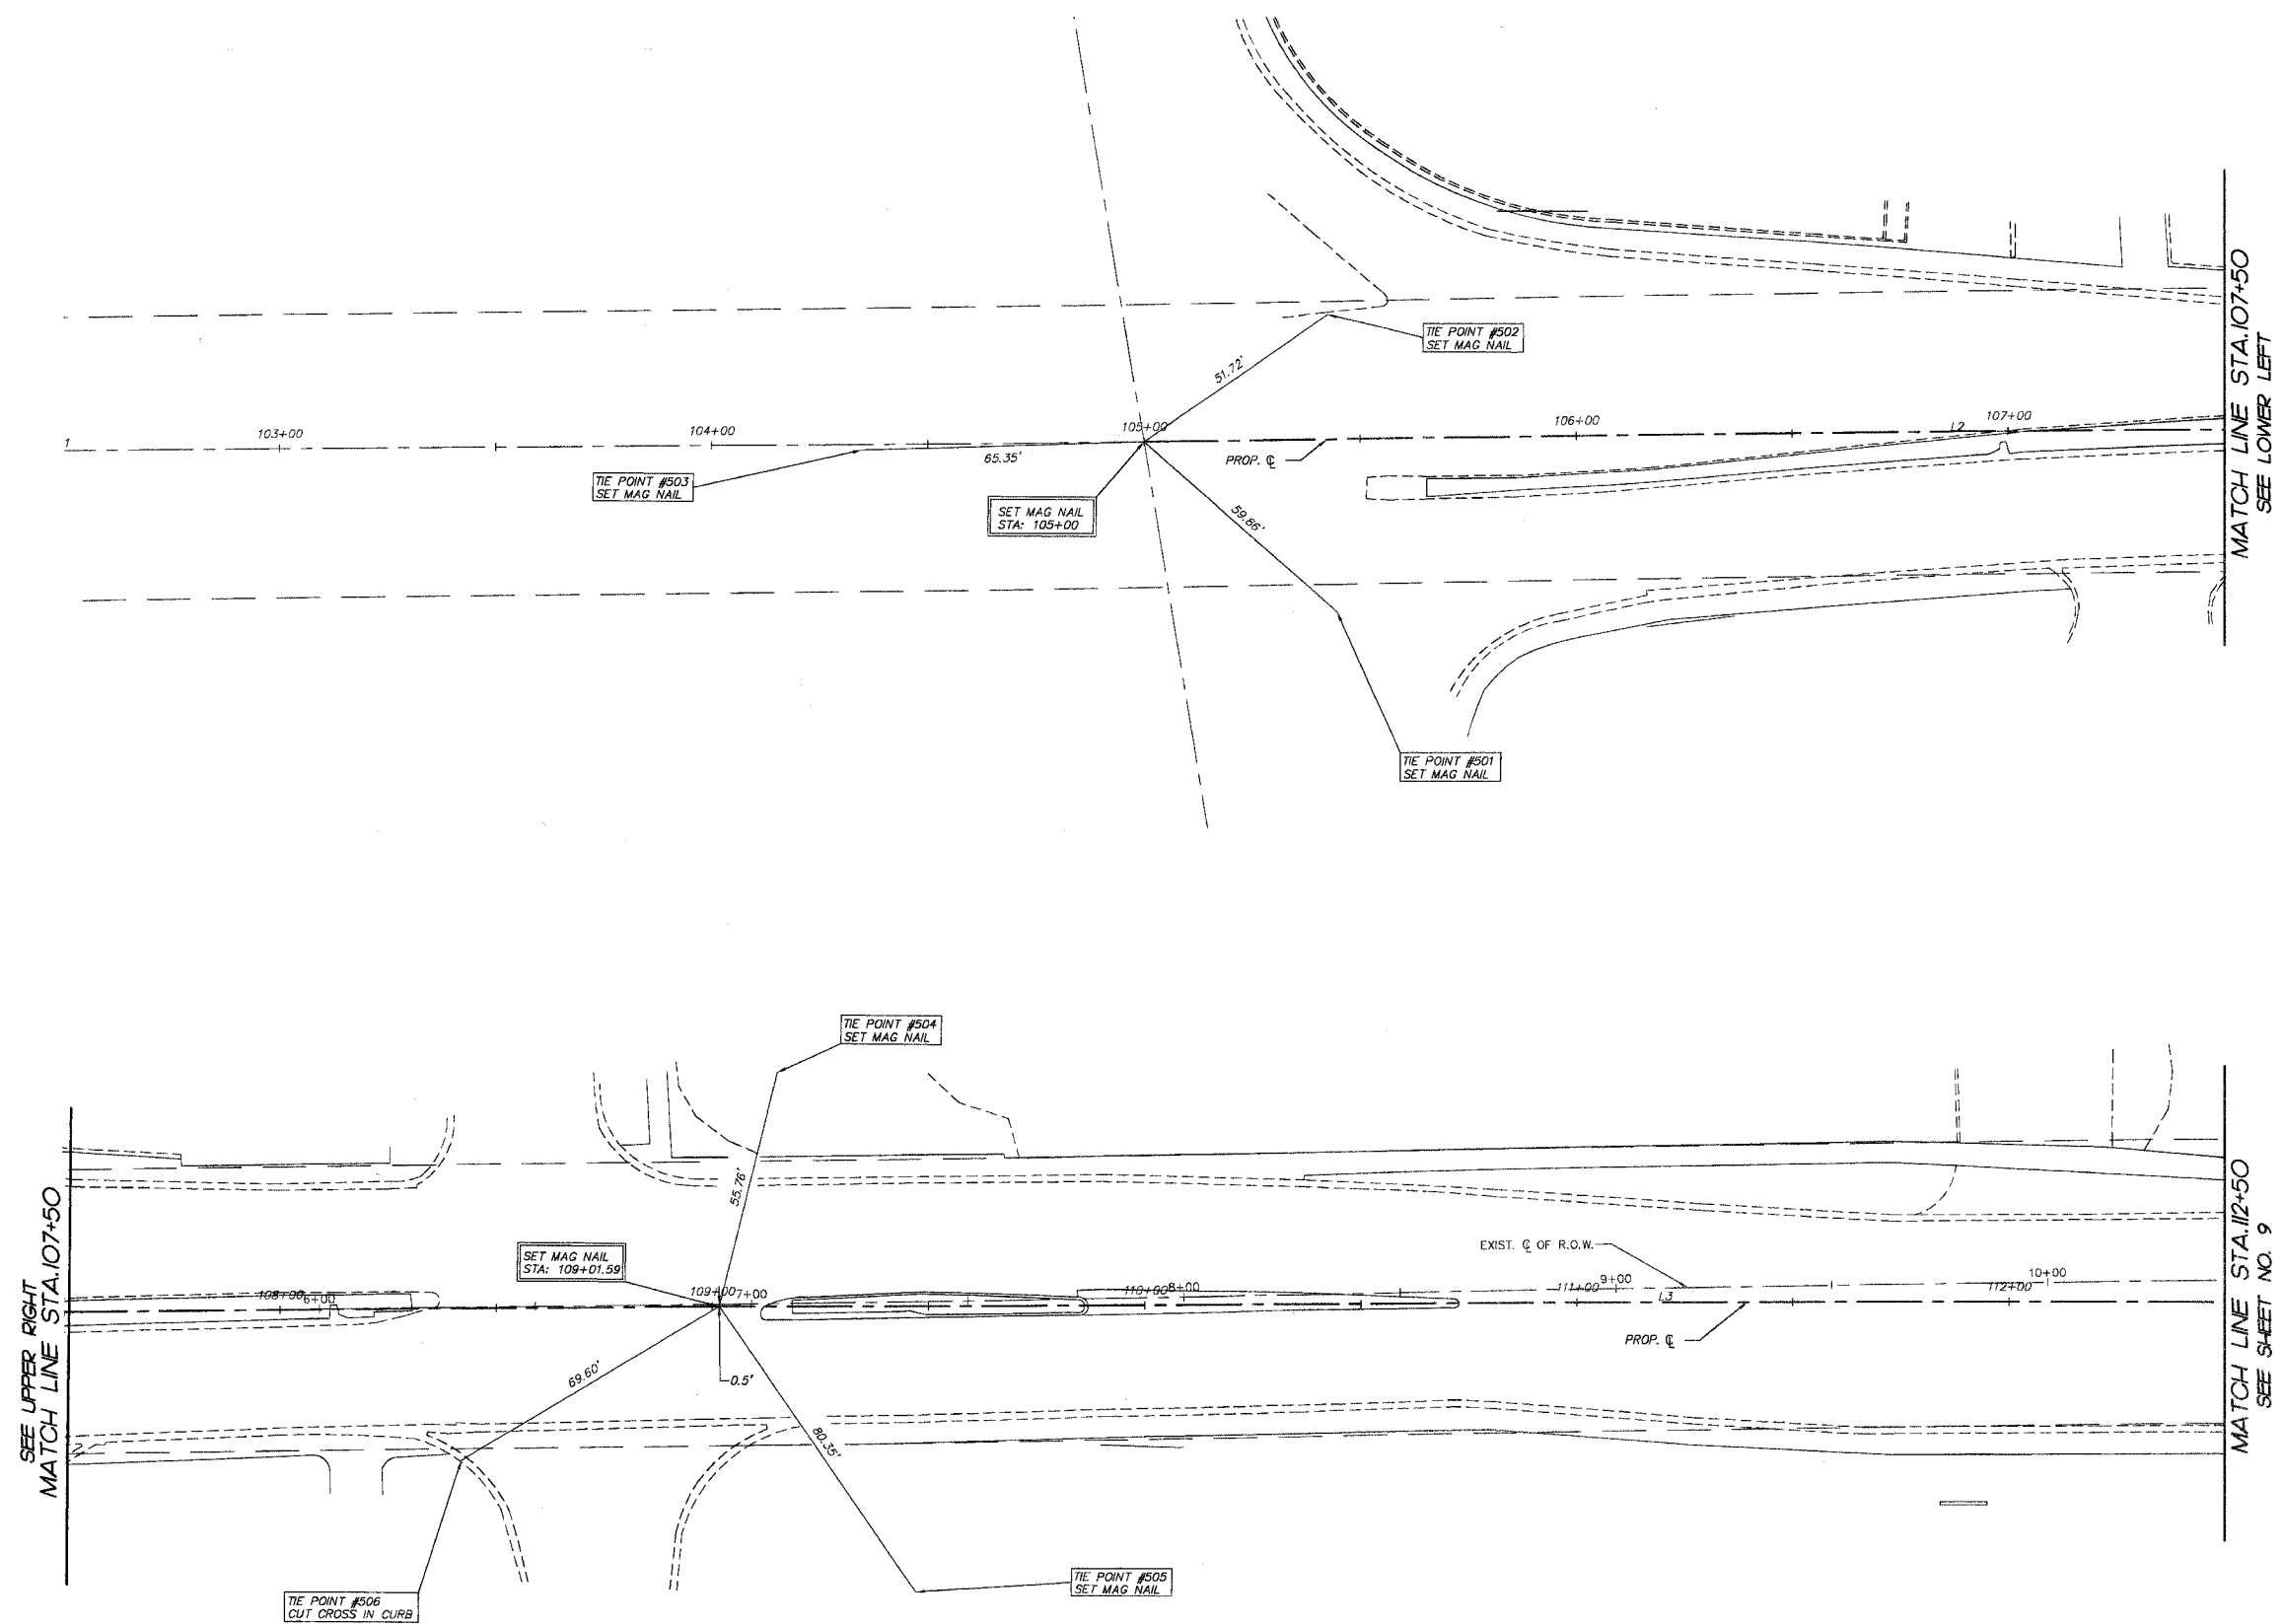 TIE POINT #502
SET MAG NAIL
51.72'
1
103+00
104+00
105+00
106+00
L2
107+00
65.35'
PROP. ℄
TIE POINT #503
SET MAG NAIL
SET MAG NAIL
STA: 105+00
59.86'
TIE POINT #501
SET MAG NAIL
MATCH LINE STA.107+50
SEE LOWER LEFT
TIE POINT #504
SET MAG NAIL
55.76'
SET MAG NAIL
STA: 109+01.59
EXIST. ℄ OF R.O.W.
108+00
6+00
109+00
7+00
110+00
8+00
111+00
9+00
L3
112+00
10+00
PROP. ℄
69.60'
0.5'
80.35'
TIE POINT #505
SET MAG NAIL
TIE POINT #506
CUT CROSS IN CURB
SEE UPPER RIGHT
MATCH LINE STA.107+50
MATCH LINE STA.112+50
SEE SHEET NO. 9